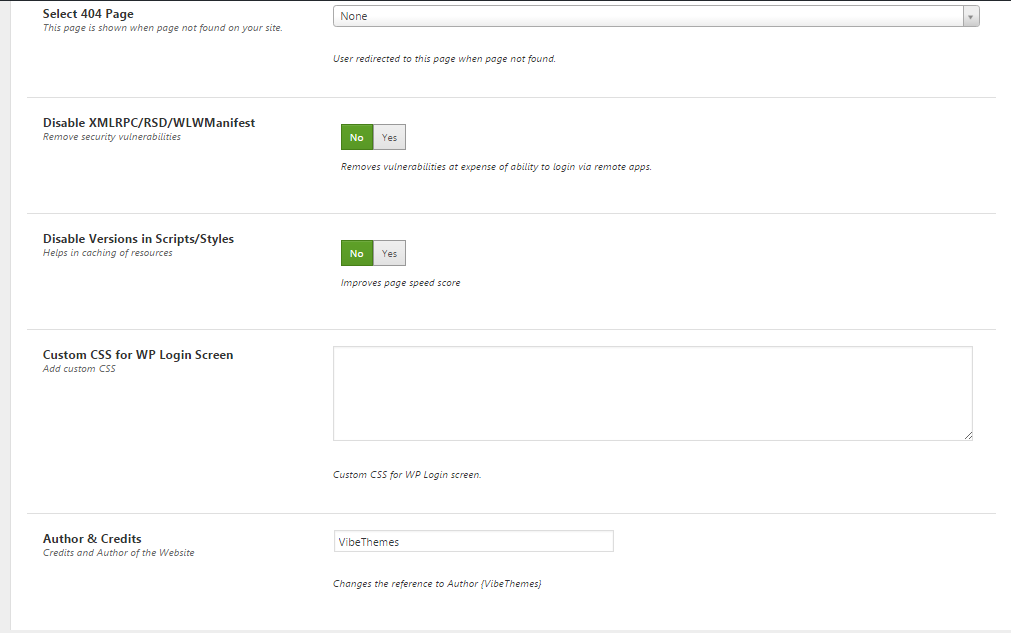 Select 404 Page
This page is shown when page not found on your site.
None
User redirected to this page when page not found.
Disable XMLRPC/RSD/WLWManifest
Remove security vulnerabilities
No Yes
Removes vulnerabilities at expense of ability to login via remote apps.
Disable Versions in Scripts/Styles
Helps in caching of resources
No Yes
Improves page speed score
Custom CSS for WP Login Screen
Add custom CSS
Custom CSS for WP Login screen.
Author & Credits
Credits and Author of the Website
VibeThemes
Changes the reference to Author {VibeThemes}